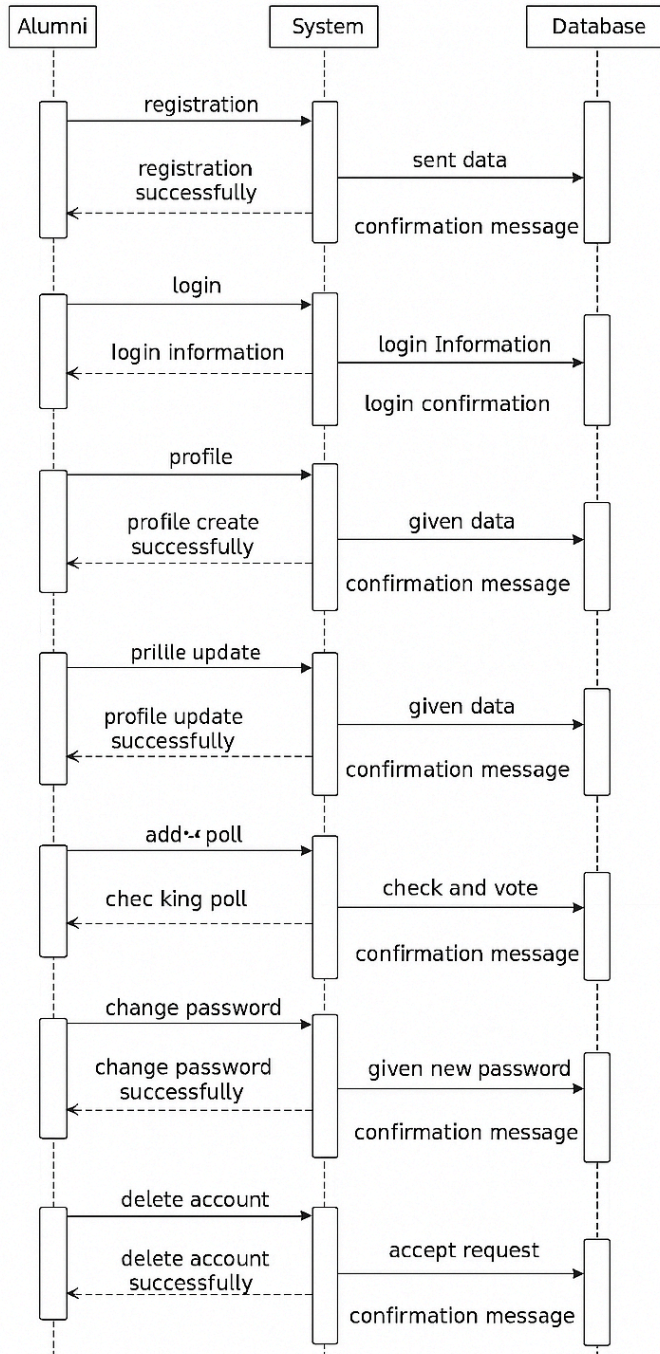 Alumni
System
Database
registration
sent data
registration
successfully
confirmation message
login
login Information
login information
login confirmation
profile
given data
profile create
successfully
confirmation message
prillle update
given data
profile update
successfully
confirmation message
add poll
check and vote
chec king poll
confirmation message
change password
given new password
change password
successfully
confirmation message
delete account
accept request
delete account
successfully
confirmation message